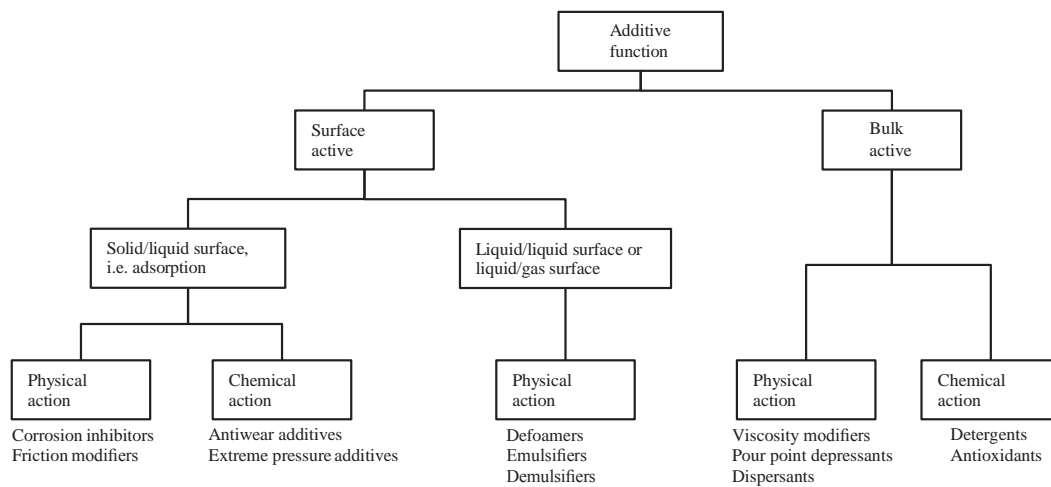 Additive
function
Surface
active
Bulk
active
Solid/liquid surface,
i.e. adsorption
Liquid/liquid surface or
liquid/gas surface
Physical
action
Chemical
action
Physical
action
Physical
action
Chemical
action
Corrosion inhibitors
Friction modifiers
Antiwear additives
Extreme pressure additives
Defoamers
Emulsifiers
Demulsifiers
Viscosity modifiers
Pour point depressants
Dispersants
Detergents
Antioxidants